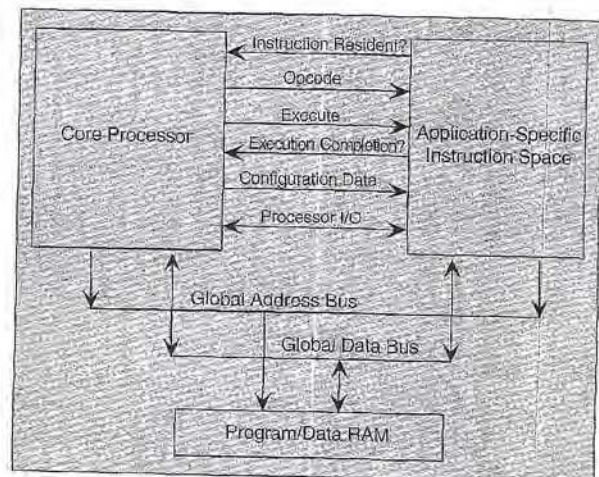 Instruction Resident?
Opcode
Execute
Core Processor
Application-Specific
Instruction Space
Execution Completion?
Configuration Data
Processor I/O
Global Address Bus
Global Data Bus
Program/Data RAM